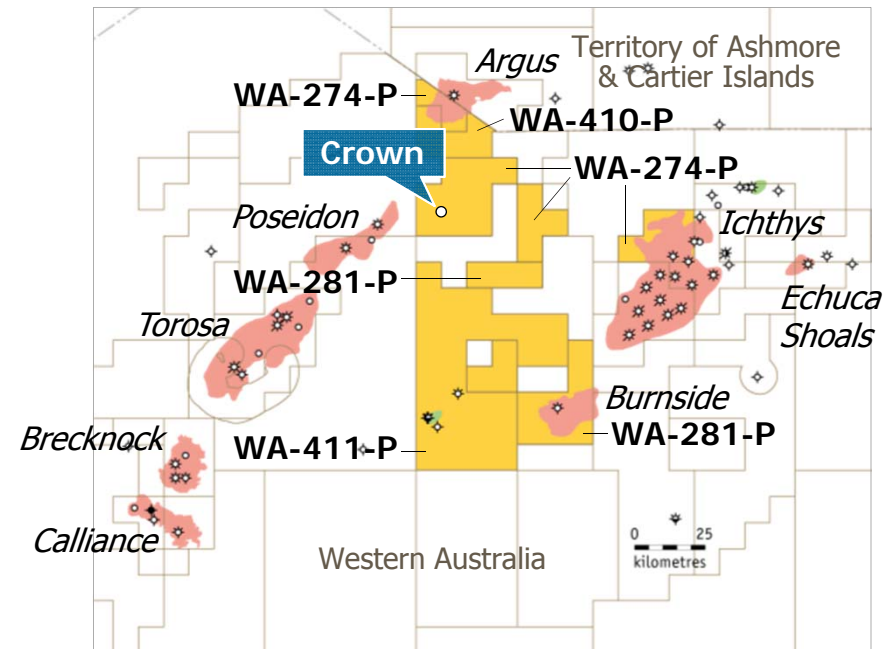 Argus
Territory of Ashmore
& Cartier Islands
WA-274-P
WA-410-P
Crown
WA-274-P
Poseidon
Ichthys
WA-281-P
Echuca
Shoals
Torosa
Burnside
Brecknock
WA-411-P
WA-281-P
Calliance
0 25
kilometres
Western Australia